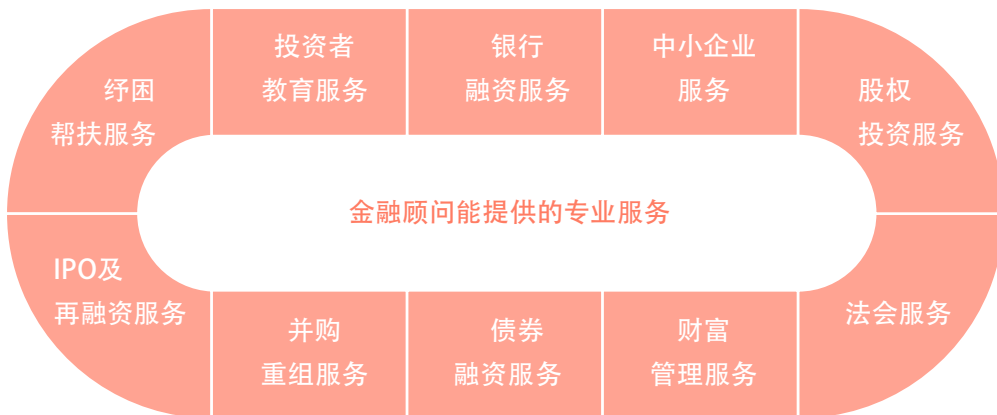 纾困
帮扶服务
投资者
教育服务
银行
融资服务
中小企业
服务
股权
投资服务
金融顾问能提供的专业服务
IPO及
再融资服务
并购
重组服务
债券
融资服务
财富
管理服务
法会服务